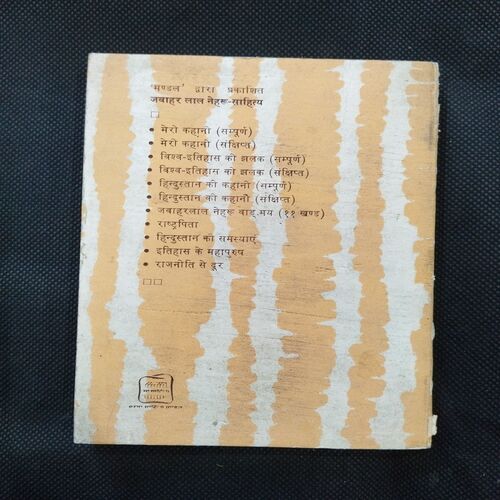 'मण्डल' द्वारा प्रकाशित
जवाहर लाल नेहरू-साहित्य
मेरी कहानी (सम्पूर्ण)
मेरी कहानी (संक्षिप्त)
विश्व-इतिहास की झलक (सम्पूर्ण)
विश्व-इतिहास की झलक (संक्षिप्त)
हिन्दुस्तान की कहानी (सम्पूर्ण)
हिन्दुस्तान की कहानी (संक्षिप्त)
जवाहरलाल नेहरू वाङ्मय (११ खण्ड)
राष्ट्रपिता
हिन्दुस्तान की समस्याएं
इतिहास के महापुरुष
राजनीति से दूर